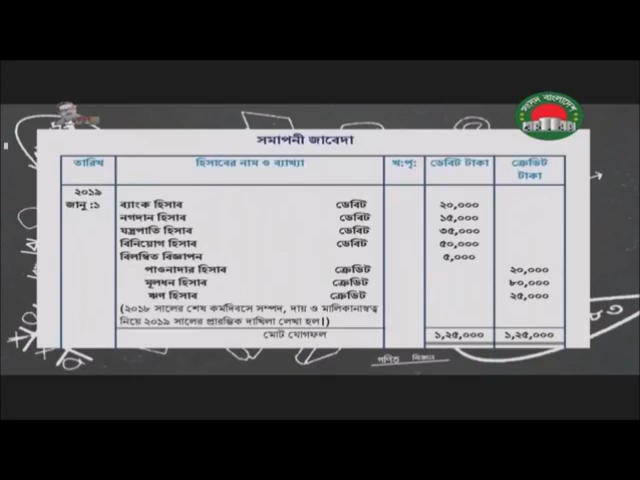 সংসদ বাংলাদেশ
সমাপনী জাবেদা
তারিখ হিসাবের নাম ও ব্যাখ্যা খ:পৃ: ডেবিট টাকা ক্রেডিট টাকা
২০১৯
জানু :১ ব্যাংক হিসাব ডেবিট ২০,০০০
নগদান হিসাব ডেবিট ১৫,০০০
যন্ত্রপাতি হিসাব ডেবিট ৩৫,০০০
বিনিয়োগ হিসাব ডেবিট ৫০,০০০
বিলম্বিত বিজ্ঞাপন ৫,০০০
পাওনাদার হিসাব ক্রেডিট ২০,০০০
মূলধন হিসাব ক্রেডিট ৮০,০০০
ঋণ হিসাব ক্রেডিট ২৫,০০০
(২০১৮ সালের শেষ কর্মদিবসে সম্পদ, দায় ও মালিকানাস্বত্ব
নিয়ে ২০১৯ সালের প্রারম্ভিক দাখিলা লেখা হল।)
মোট যোগফল ১,২৫,০০০ ১,২৫,০০০
গণিত বিজ্ঞান